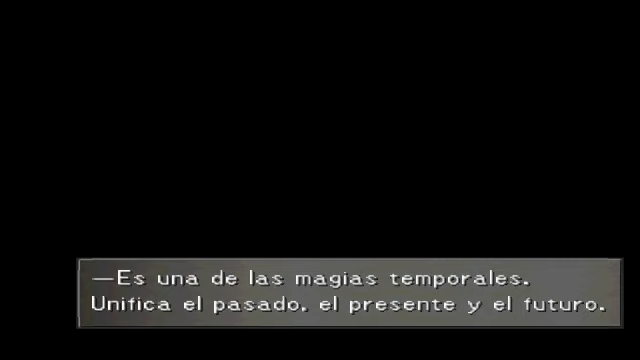 —Es una de las magias temporales.
Unifica el pasado, el presente y el futuro.